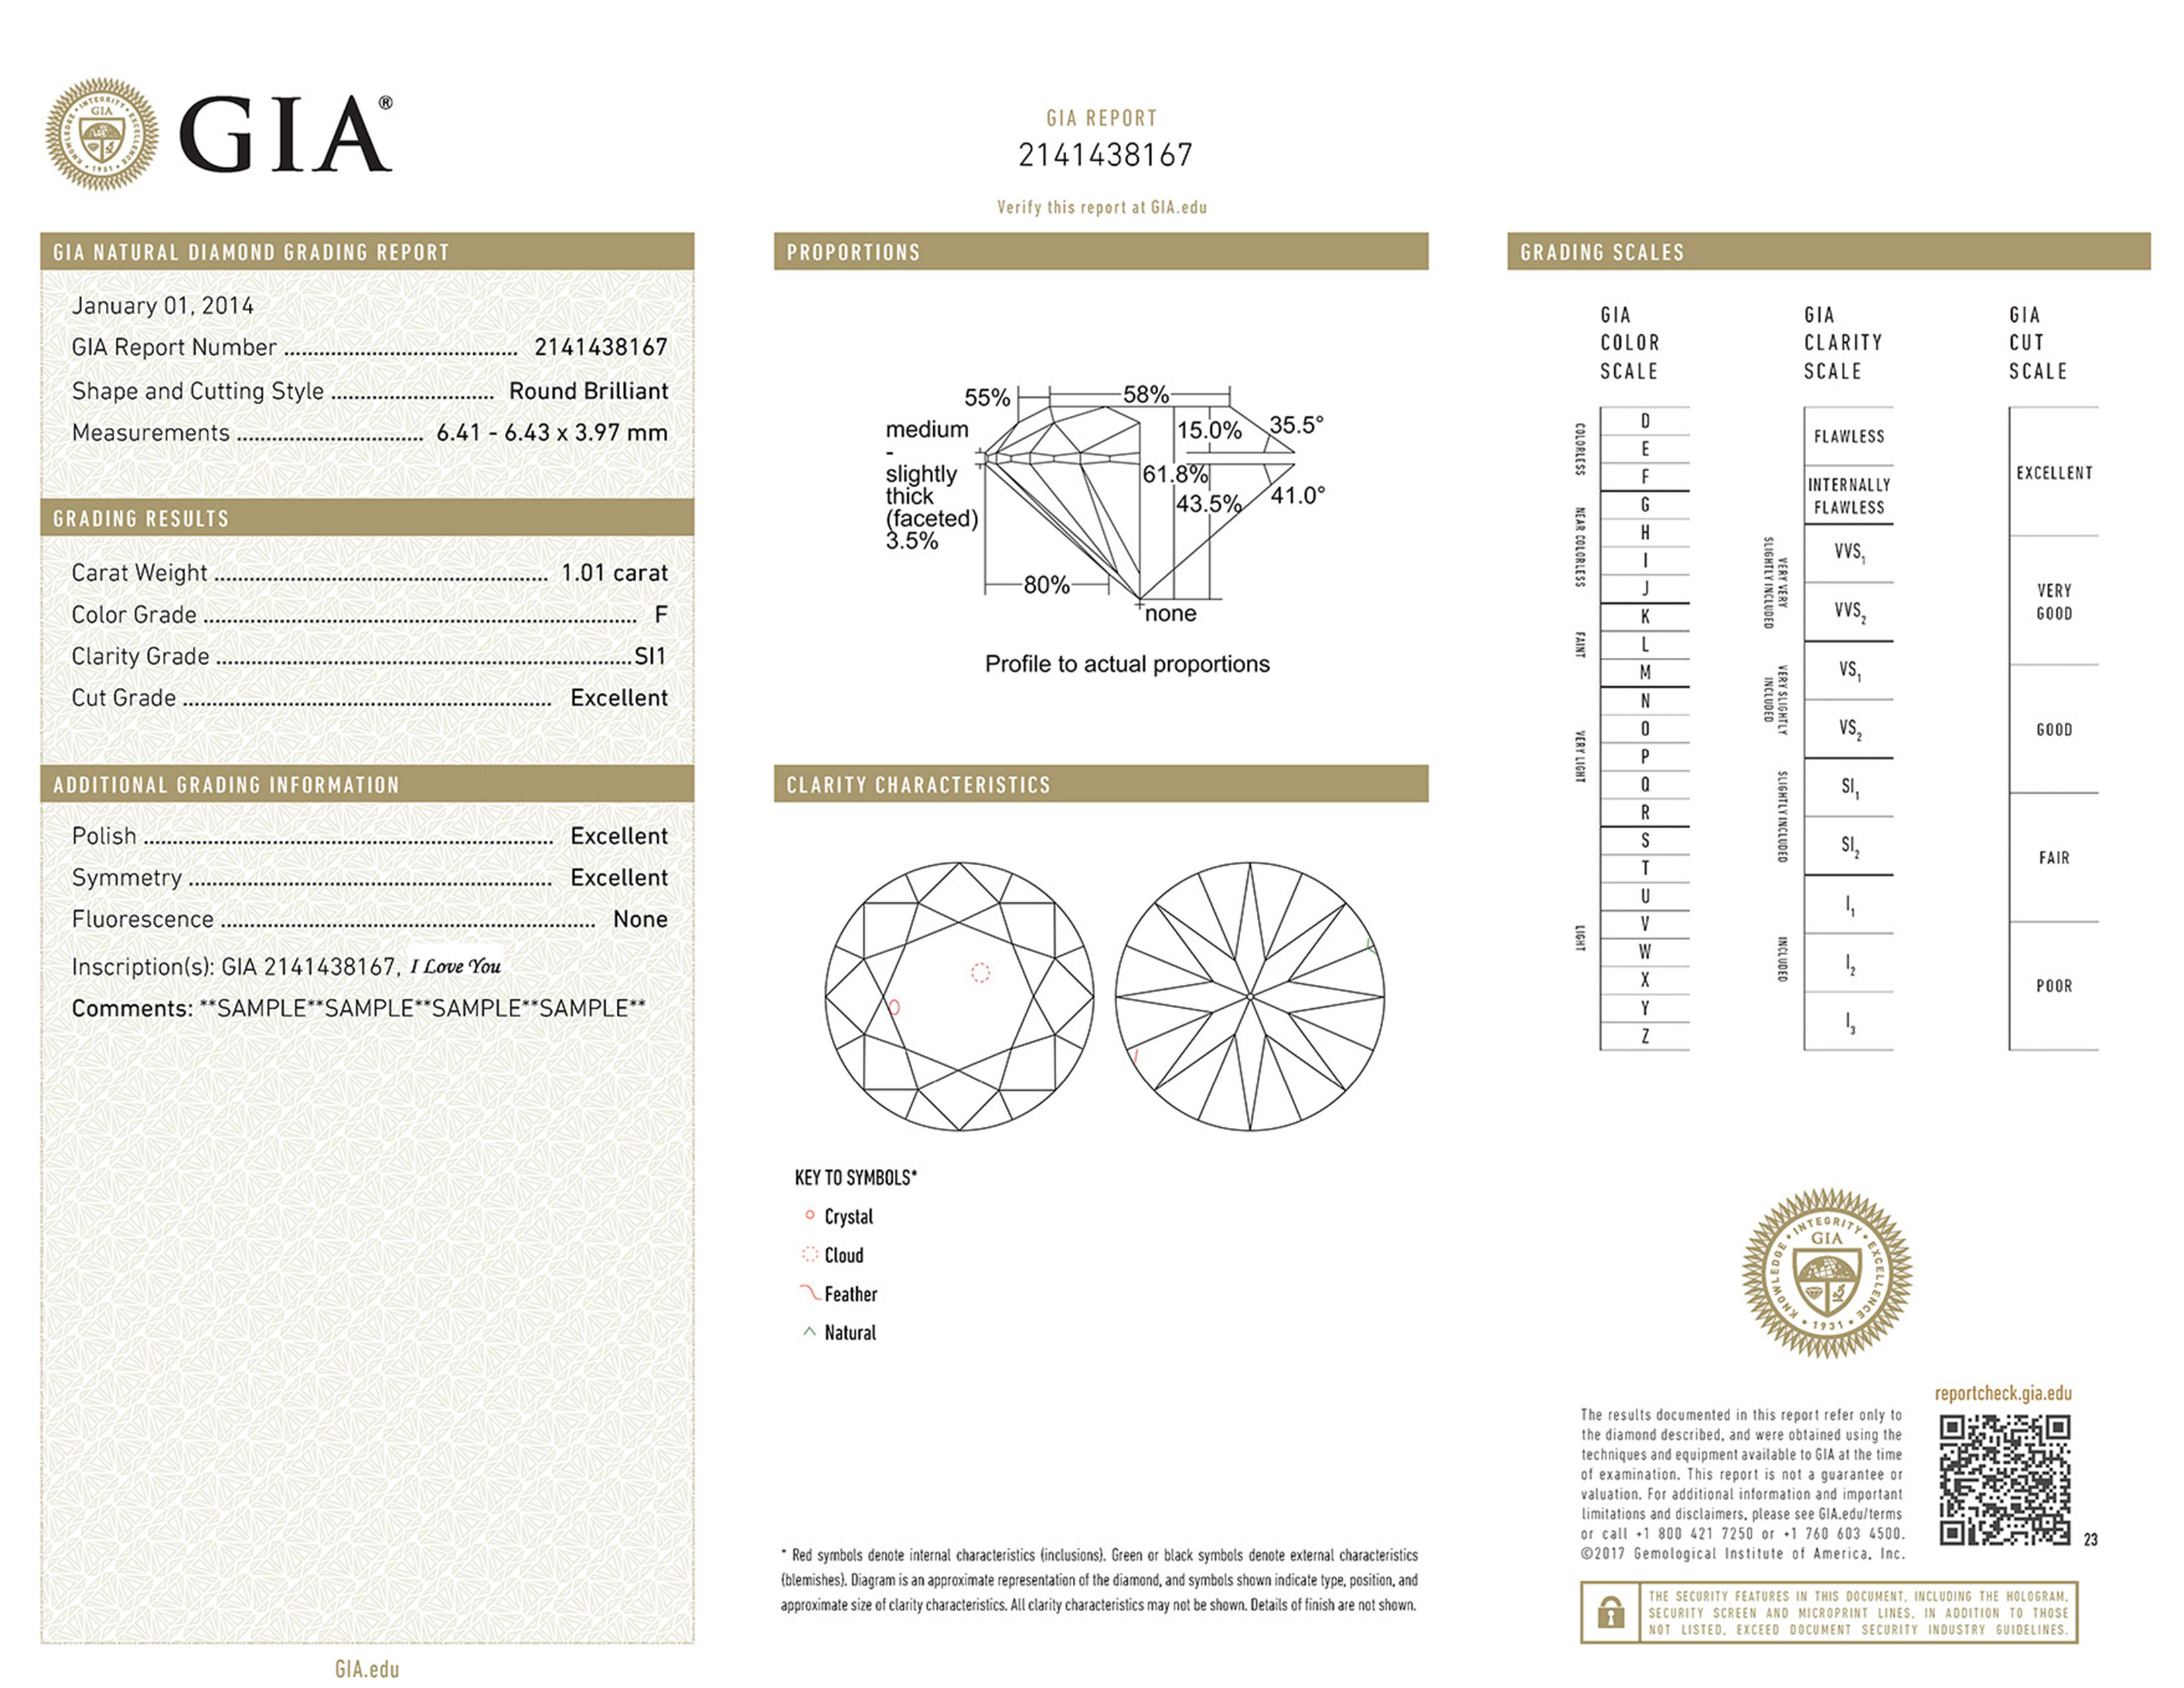 GIA®
GIA REPORT
2141438167
Verify this report at GIA.edu
GIA NATURAL DIAMOND GRADING REPORT
January 01, 2014
GIA Report Number ........................................ 2141438167
Shape and Cutting Style ............................ Round Brilliant
Measurements ................................ 6.41 - 6.43 x 3.97 mm
GRADING RESULTS
Carat Weight ......................................................... 1.01 carat
Color Grade .......................................................................... F
Clarity Grade .......................................................................SI1
Cut Grade ............................................................... Excellent
ADDITIONAL GRADING INFORMATION
Polish ...................................................................... Excellent
Symmetry .............................................................. Excellent
Fluorescence ................................................................ None
Inscription(s): GIA 2141438167, I Love You
Comments: **SAMPLE**SAMPLE**SAMPLE**SAMPLE**
GIA.edu
PROPORTIONS
55%
58%
medium
-
slightly
thick
(faceted)
3.5%
15.0%
35.5°
61.8%
43.5%
41.0°
80%
none
Profile to actual proportions
CLARITY CHARACTERISTICS
KEY TO SYMBOLS*
Crystal
Cloud
Feather
Natural
* Red symbols denote internal characteristics (inclusions). Green or black symbols denote external characteristics
(blemishes). Diagram is an approximate representation of the diamond, and symbols shown indicate type, position, and
approximate size of clarity characteristics. All clarity characteristics may not be shown. Details of finish are not shown.
GRADING SCALES
GIA
COLOR
SCALE
COLORLESS
D
E
F
NEAR COLORLESS
G
H
I
J
FAINT
K
L
M
VERY LIGHT
N
O
P
Q
R
LIGHT
S
T
U
V
W
X
Y
Z
GIA
CLARITY
SCALE
FLAWLESS
INTERNALLY
FLAWLESS
VERY VERY
SLIGHTLY INCLUDED
VVS1
VVS2
VERY SLIGHTLY
INCLUDED
VS1
VS2
SLIGHTLY INCLUDED
SI1
SI2
INCLUDED
I1
I2
I3
GIA
CUT
SCALE
EXCELLENT
VERY
GOOD
GOOD
FAIR
POOR
INTEGRITY
GIA
KNOWLEDGE
EXCELLENCE
1931
reportcheck.gia.edu
The results documented in this report refer only to
the diamond described, and were obtained using the
techniques and equipment available to GIA at the time
of examination. This report is not a guarantee or
valuation. For additional information and important
limitations and disclaimers, please see GIA.edu/terms
or call +1 800 421 7250 or +1 760 603 4500.
©2017 Gemological Institute of America, Inc.
23
THE SECURITY FEATURES IN THIS DOCUMENT, INCLUDING THE HOLOGRAM,
SECURITY SCREEN AND MICROPRINT LINES, IN ADDITION TO THOSE
NOT LISTED, EXCEED DOCUMENT SECURITY INDUSTRY GUIDELINES.